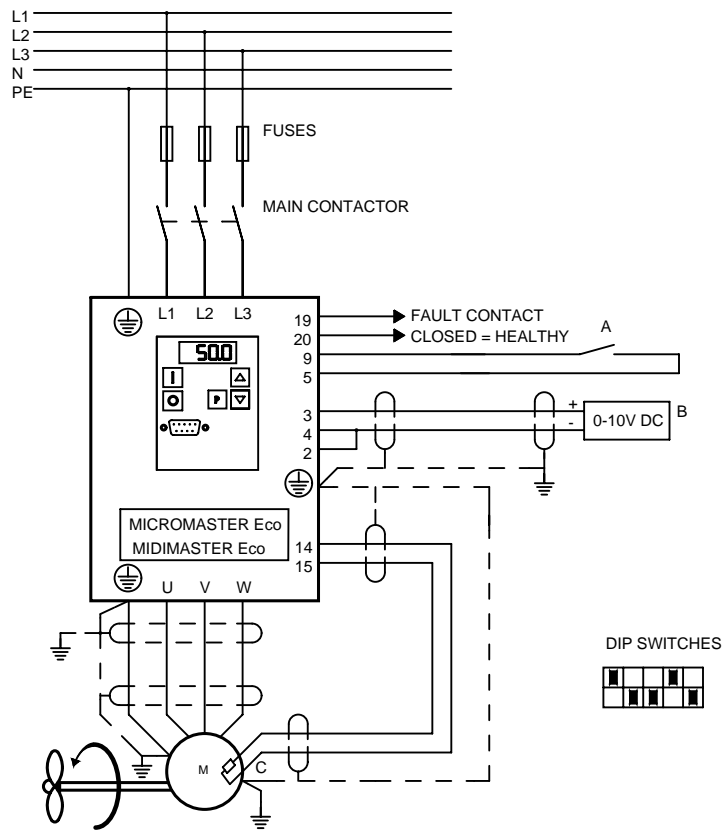 L1
L2
L3
N
PE
FUSES
MAIN CONTACTOR
L1 L2 L3
50.0
P
19
20
9
5
3
4
2
14
15
FAULT CONTACT
CLOSED = HEALTHY
A
+
-
0-10V DC
B
MICROMASTER Eco
MIDIMASTER Eco
U V W
DIP SWITCHES
M
C